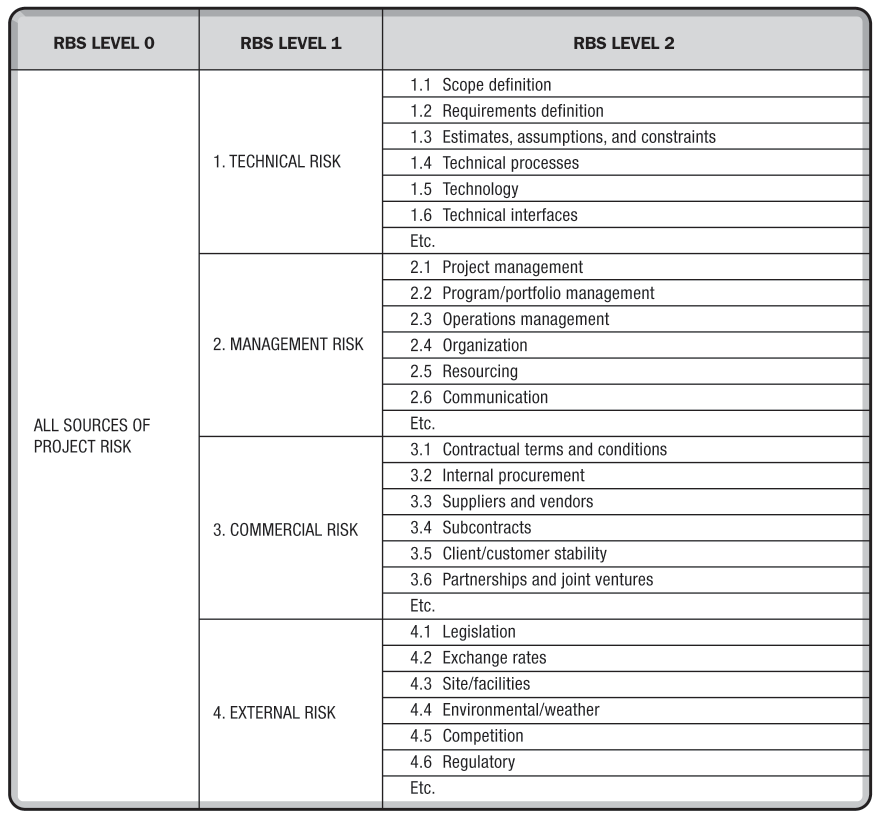 RBS LEVEL 0
RBS LEVEL 1
RBS LEVEL 2
ALL SOURCES OF
PROJECT RISK
1. TECHNICAL RISK
1.1 Scope definition
1.2 Requirements definition
1.3 Estimates, assumptions, and constraints
1.4 Technical processes
1.5 Technology
1.6 Technical interfaces
Etc.
2. MANAGEMENT RISK
2.1 Project management
2.2 Program/portfolio management
2.3 Operations management
2.4 Organization
2.5 Resourcing
2.6 Communication
Etc.
3. COMMERCIAL RISK
3.1 Contractual terms and conditions
3.2 Internal procurement
3.3 Suppliers and vendors
3.4 Subcontracts
3.5 Client/customer stability
3.6 Partnerships and joint ventures
Etc.
4. EXTERNAL RISK
4.1 Legislation
4.2 Exchange rates
4.3 Site/facilities
4.4 Environmental/weather
4.5 Competition
4.6 Regulatory
Etc.